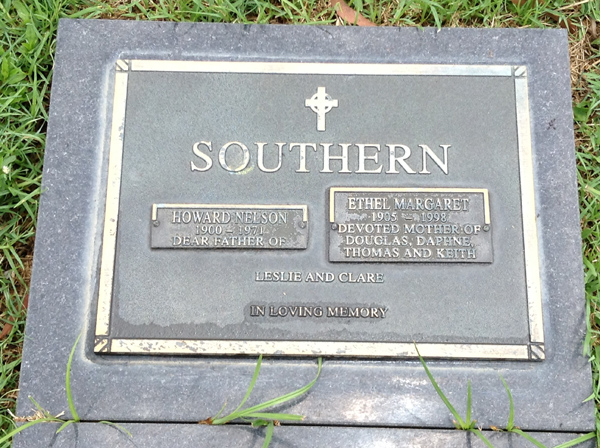 SOUTHERN
HOWARD NELSON
1900 – 1971
DEAR FATHER OF
ETHEL MARGARET
1905 – 1998
DEVOTED MOTHER OF
DOUGLAS, DAPHNE,
THOMAS AND KEITH
LESLIE AND CLARE
IN LOVING MEMORY